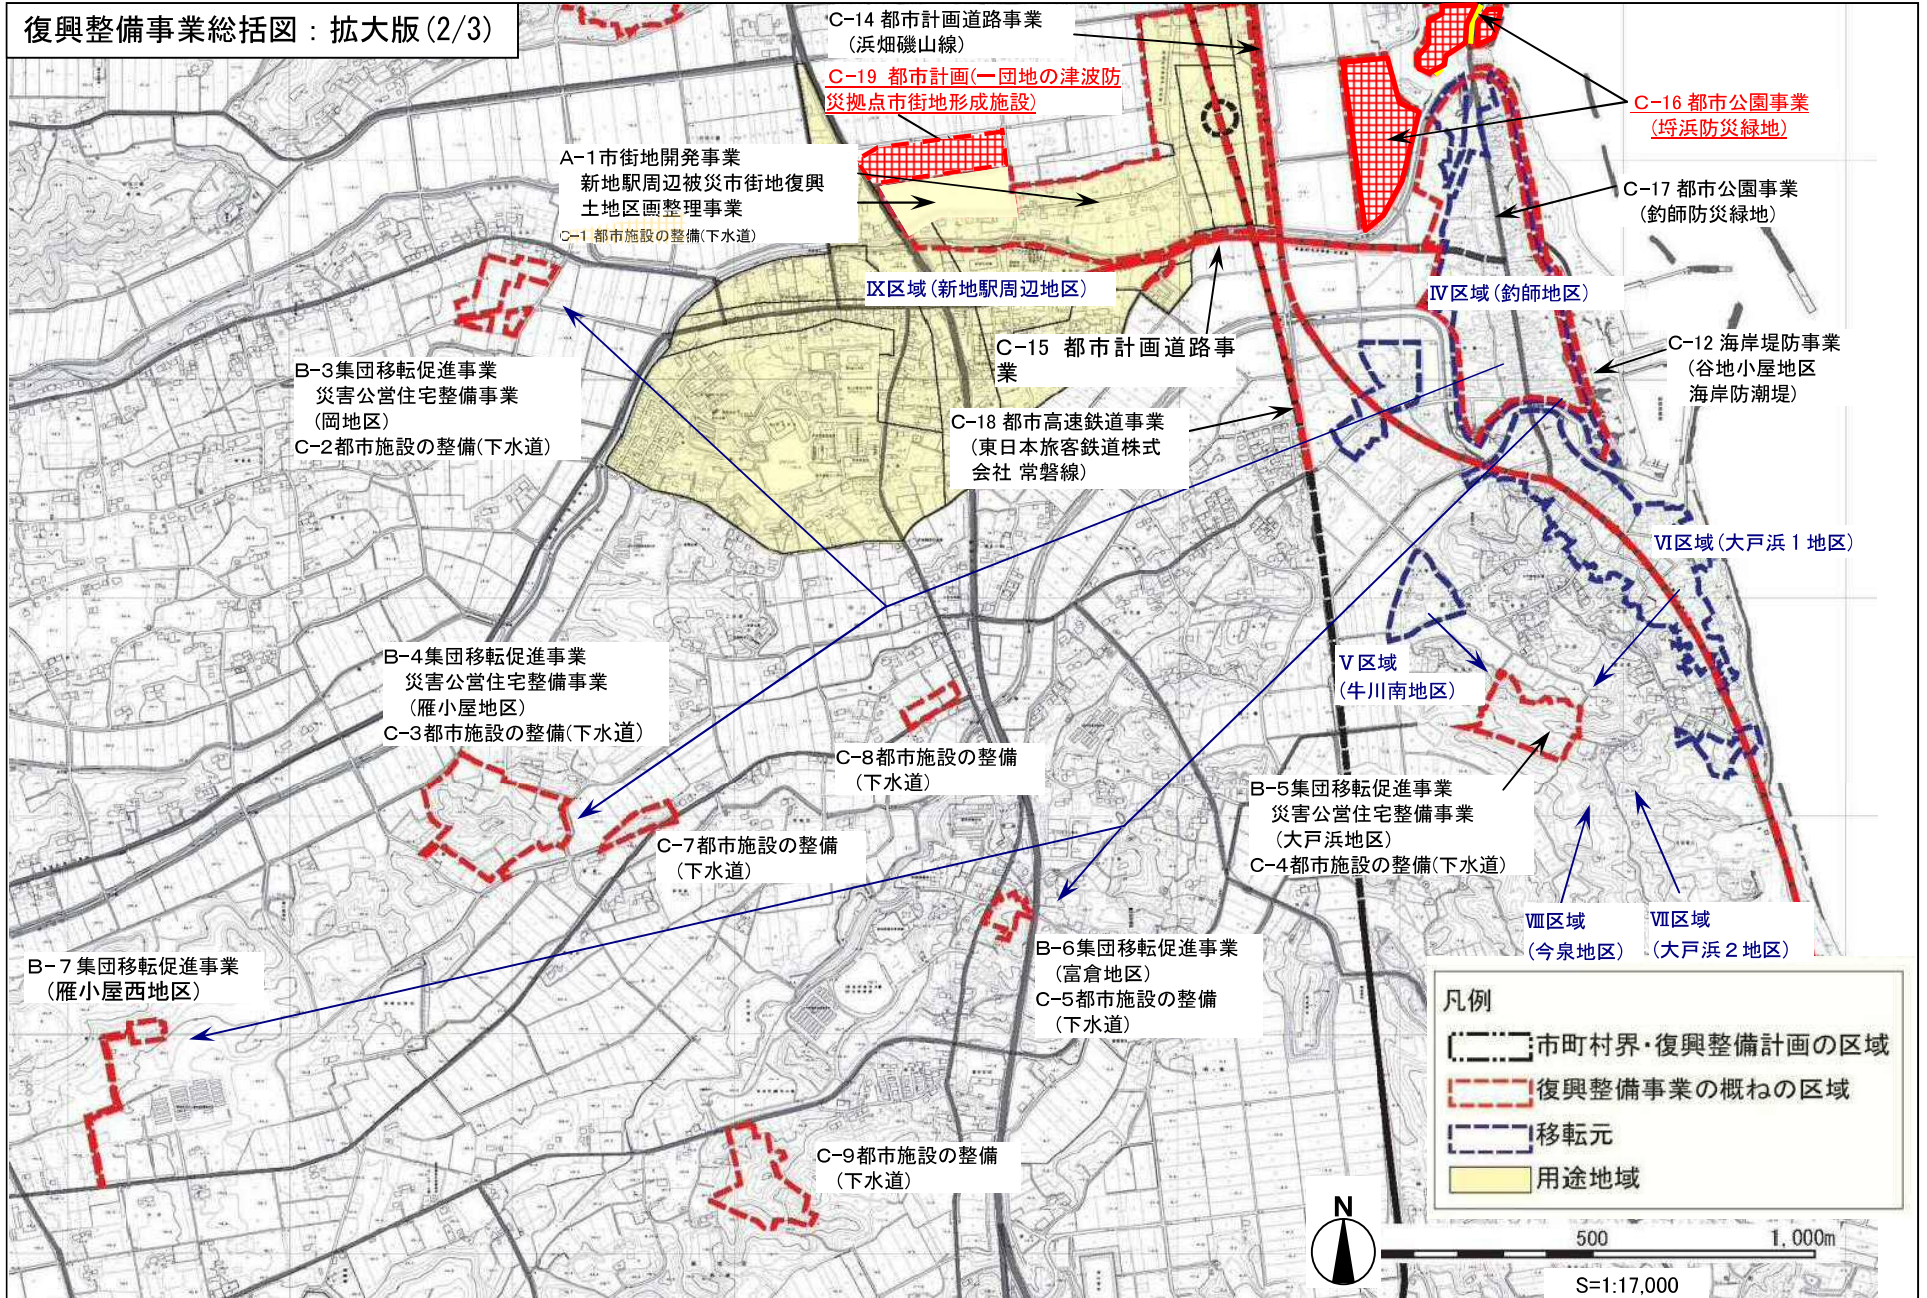 復興整備事業総括図：拡大版(2/3)
C-14 都市計画道路事業
(浜畑磯山線)
C-19 都市計画(一団地の津波防
災拠点市街地形成施設)
C-16 都市公園事業
(埓浜防災緑地)
A-1市街地開発事業
新地駅周辺被災市街地復興
土地区画整理事業
C-1 都市施設の整備(下水道)
C-17 都市公園事業
(釣師防災緑地)
Ⅸ区域(新地駅周辺地区)
Ⅳ区域(釣師地区)
C-15 都市計画道路事
業
C-12 海岸堤防事業
(谷地小屋地区
海岸防潮堤)
B-3集団移転促進事業
災害公営住宅整備事業
(岡地区)
C-2都市施設の整備(下水道)
C-18 都市高速鉄道事業
(東日本旅客鉄道株式
会社 常磐線)
Ⅵ区域(大戸浜１地区)
B-4集団移転促進事業
災害公営住宅整備事業
(雁小屋地区)
C-3都市施設の整備(下水道)
Ⅴ区域
(牛川南地区)
C-8都市施設の整備
(下水道)
B-5集団移転促進事業
災害公営住宅整備事業
(大戸浜地区)
C-4都市施設の整備(下水道)
C-7都市施設の整備
(下水道)
Ⅷ区域
(今泉地区)
Ⅶ区域
(大戸浜２地区)
B-6集団移転促進事業
(富倉地区)
C-5都市施設の整備
(下水道)
B-７集団移転促進事業
(雁小屋西地区)
C-9都市施設の整備
(下水道)
凡例
市町村界・復興整備計画の区域
復興整備事業の概ねの区域
移転元
用途地域
N
500
1,000m
S=1:17,000